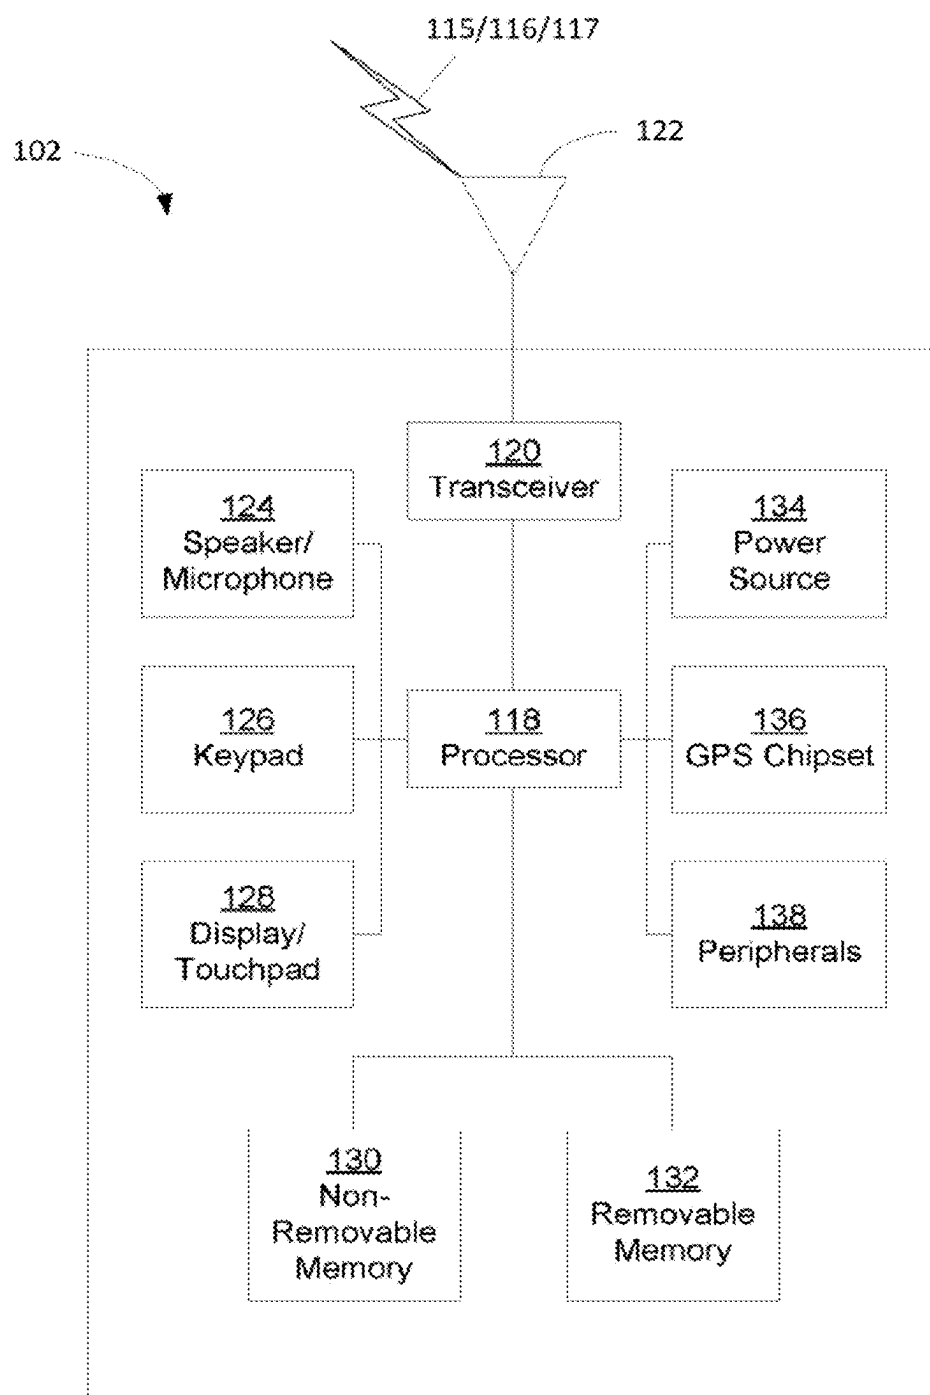 115/116/117
122
102
120
Transceiver
124
Speaker/
Microphone
134
Power
Source
126
Keypad
118
Processor
136
GPS Chipset
128
Display/
Touchpad
138
Peripherals
130
Non-
Removable
Memory
132
Removable
Memory